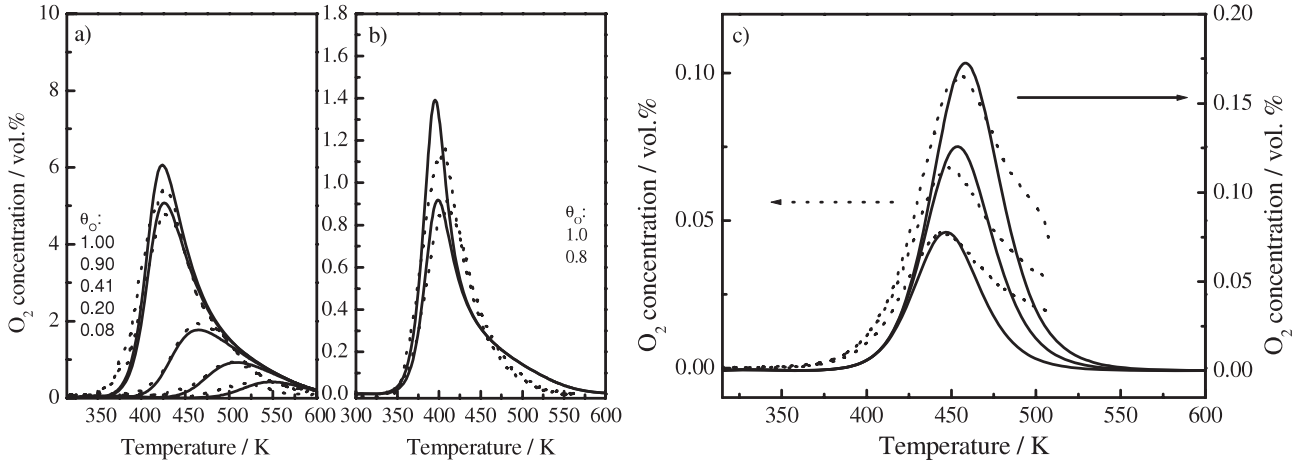 a)
10
8
6
4
2
0
O2 concentration / vol.%
θO:
1.00
0.90
0.41
0.20
0.08
350 400 450 500 550 600
Temperature / K
b)
1.8
1.6
1.4
1.2
1.0
0.8
0.6
0.4
0.2
0.0
θO:
1.0
0.8
300 350 400 450 500 550 600
Temperature / K
c)
0.10
0.05
0.00
O2 concentration / vol.%
0.20
0.15
0.10
0.05
0.00
O2 concentration / vol. %
350 400 450 500 550 600
Temperature / K